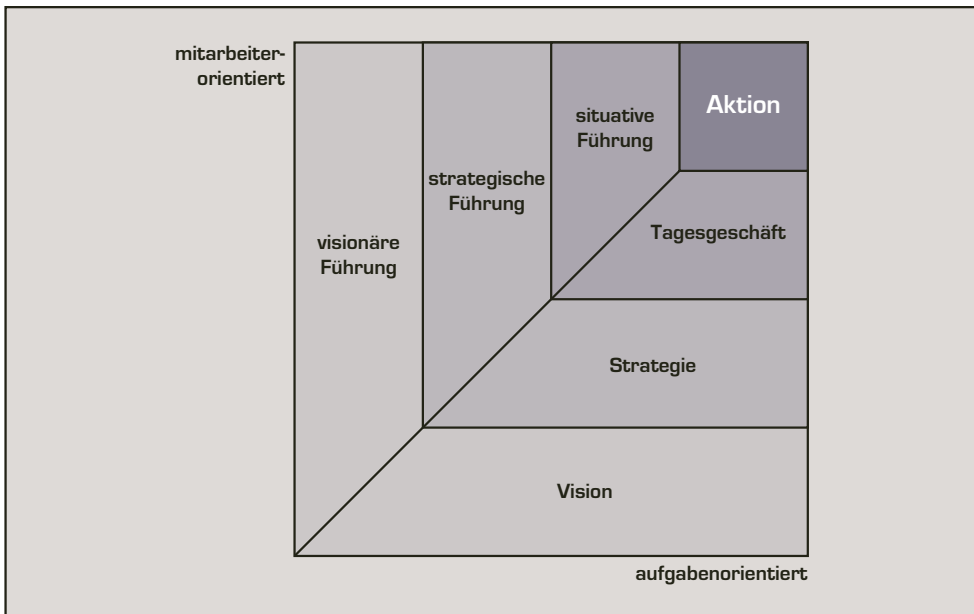 mitarbeiter-
orientiert
Aktion
situative
Führung
strategische
Führung
Tagesgeschäft
visionäre
Führung
Strategie
Vision
aufgabenorientiert